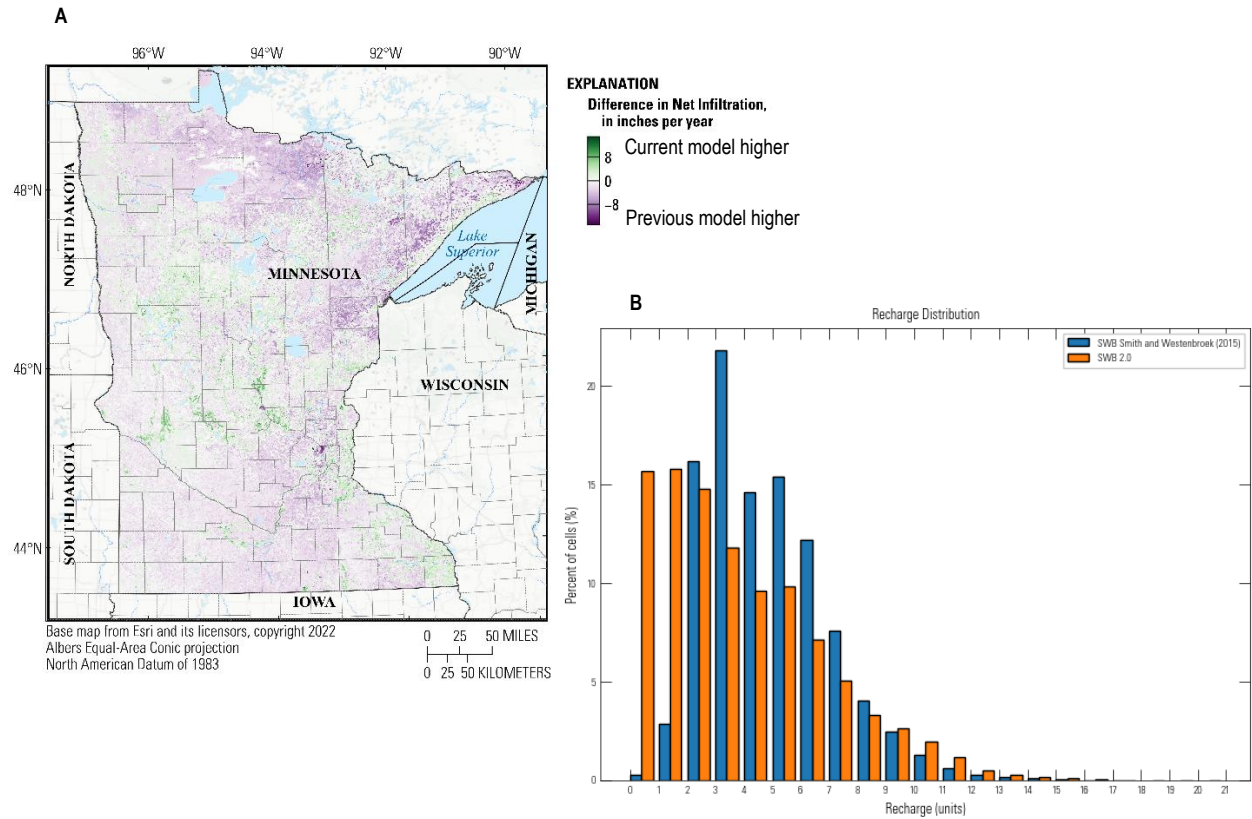 A
96°W 94°W 92°W 90°W
48°N
46°N
44°N
NORTH DAKOTA
SOUTH DAKOTA
MINNESOTA
Lake
Superior
MICHIGAN
WISCONSIN
IOWA
Base map from Esri and its licensors, copyright 2022
Albers Equal-Area Conic projection
North American Datum of 1983
0 25 50 MILES
0 25 50 KILOMETERS
EXPLANATION
Difference in Net Infiltration,
in inches per year
8
0
−8
Current model higher
Previous model higher
B
Recharge Distribution
SWB Smith and Westenbroek (2015)
SWB 2.0
Percent of cells (%)
20
15
10
5
0
0 1 2 3 4 5 6 7 8 9 10 11 12 13 14 15 16 17 18 19 20 21
Recharge (units)